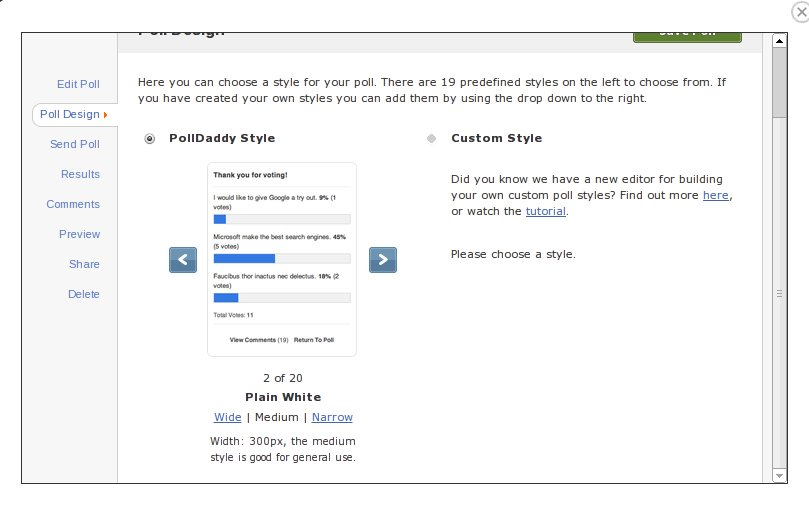 Poll Design
Save Poll
Edit Poll
Poll Design
Send Poll
Results
Comments
Preview
Share
Delete
Here you can choose a style for your poll. There are 19 predefined styles on the left to choose from. If
you have created your own styles you can add them by using the drop down to the right.
PollDaddy Style
Thank you for voting!
I would like to give Google a try out. 9% (1
votes)
Microsoft make the best search engines. 45%
(5 votes)
Faucibus thor inactus nec delectus. 18% (2
votes)
Total Votes: 11
View Comments (19) Return To Poll
2 of 20
Plain White
Wide | Medium | Narrow
Width: 300px, the medium
style is good for general use.
Custom Style
Did you know we have a new editor for building
your own custom poll styles? Find out more here,
or watch the tutorial.
Please choose a style.